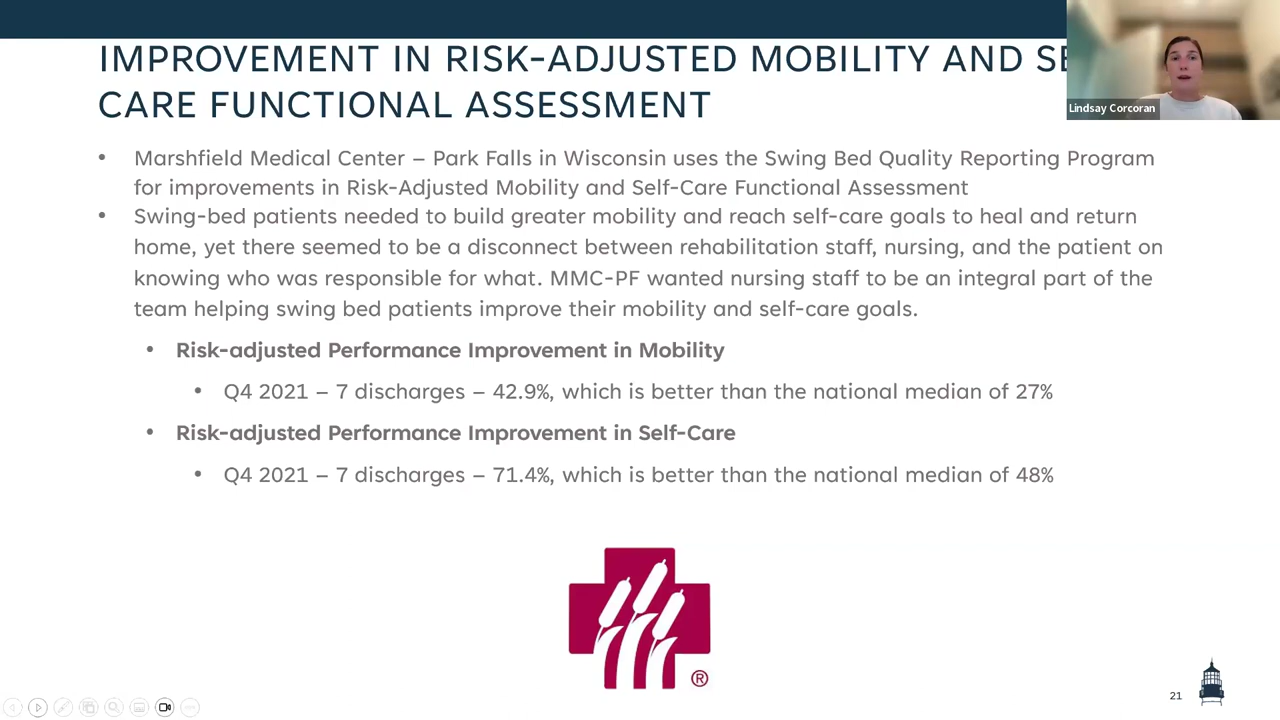 IMPROVEMENT IN RISK-ADJUSTED MOBILITY AND SE
CARE FUNCTIONAL ASSESSMENT
Lindsay Corcoran
• Marshfield Medical Center – Park Falls in Wisconsin uses the Swing Bed Quality Reporting Program
for improvements in Risk-Adjusted Mobility and Self-Care Functional Assessment
• Swing-bed patients needed to build greater mobility and reach self-care goals to heal and return
home, yet there seemed to be a disconnect between rehabilitation staff, nursing, and the patient on
knowing who was responsible for what. MMC-PF wanted nursing staff to be an integral part of the
team helping swing bed patients improve their mobility and self-care goals.
• Risk-adjusted Performance Improvement in Mobility
• Q4 2021 – 7 discharges – 42.9%, which is better than the national median of 27%
• Risk-adjusted Performance Improvement in Self-Care
• Q4 2021 – 7 discharges – 71.4%, which is better than the national median of 48%
®
21